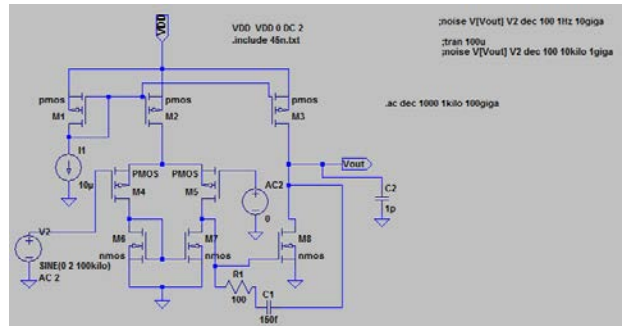 VDD VDD 0 DC 2
.include 45n.txt
;noise V[Vout] V2 dec 100 1Hz 10giga
;tran 100u
;noise V[Vout] V2 dec 100 10kilo 1giga
.ac dec 1000 1kilo 100giga
VDD
pmos
M1
pmos
M2
pmos
M3
I1
10µ
PMOS
M4
PMOS
M5
AC2
0
Vout
C2
1p
V2
SINE(0 2 100kilo)
AC 2
M6
nmos
M7
nmos
M8
nmos
R1
100
C1
150f